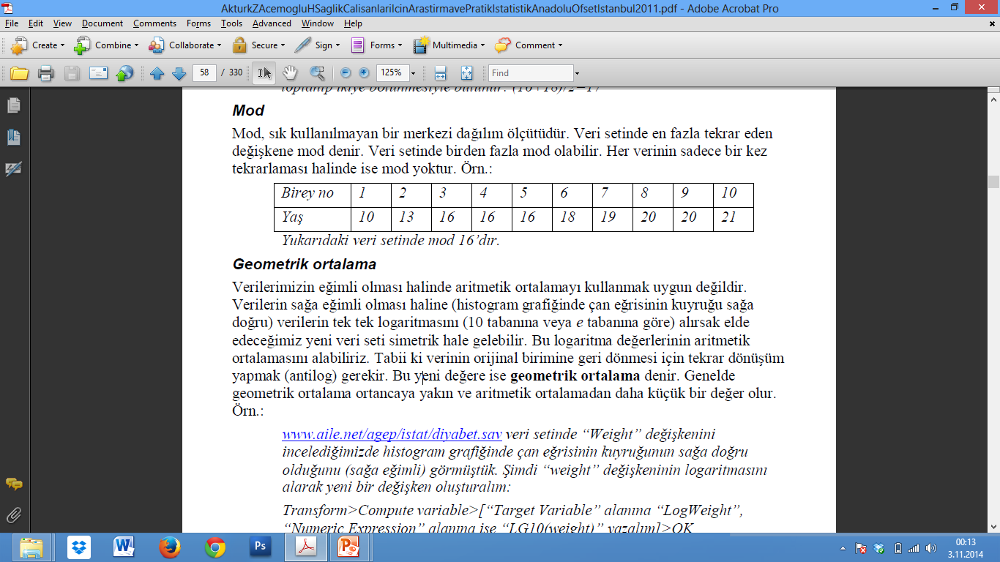 AkturkZAcemogluHSaglikCalisanlariIcinArastirmavePratikIstatistikAnadoluOfsetIstanbul2011.pdf - Adobe Acrobat Pro
File Edit View Document Comments Forms Tools Advanced Window Help
Create Combine Collaborate Secure Sign Forms Multimedia Comment
58 / 330 125% Find
toplanıp ikiye bölünmesiyle bulunur. (16+18)/2=17
Mod
Mod, sık kullanılmayan bir merkezi dağılım ölçütüdür. Veri setinde en fazla tekrar eden
değişkene mod denir. Veri setinde birden fazla mod olabilir. Her verinin sadece bir kez
tekrarlaması halinde ise mod yoktur. Örn.:
Birey no 1 2 3 4 5 6 7 8 9 10
Yaş 10 13 16 16 16 18 19 20 20 21
Yukarıdaki veri setinde mod 16’dır.
Geometrik ortalama
Verilerimizin eğimli olması halinde aritmetik ortalamayı kullanmak uygun değildir.
Verilerin sağa eğimli olması haline (histogram grafiğinde çan eğrisinin kuyruğu sağa
doğru) verilerin tek tek logaritmasını (10 tabanına veya e tabanına göre) alırsak elde
edeceğimiz yeni veri seti simetrik hale gelebilir. Bu logaritma değerlerinin aritmetik
ortalamasını alabiliriz. Tabii ki verinin orijinal birimine geri dönmesi için tekrar dönüşüm
yapmak (antilog) gerekir. Bu yeni değere ise geometrik ortalama denir. Genelde
geometrik ortalama ortancaya yakın ve aritmetik ortalamadan daha küçük bir değer olur.
Örn.:
www.aile.net/agep/istat/diyabet.sav veri setinde “Weight” değişkenini
incelediğimizde histogram grafiğinde çan eğrisinin kuyruğunun sağa doğru
olduğunu (sağa eğimli) görmüştük. Şimdi “weight” değişkeninin logaritmasını
alarak yeni bir değişken oluşturalım:
Transform>Compute variable>[“Target Variable” alanına “LogWeight”,
“Numeric Expression” alanına ise “LG10(weight)” yazalım]>OK
00:13
3.11.2014